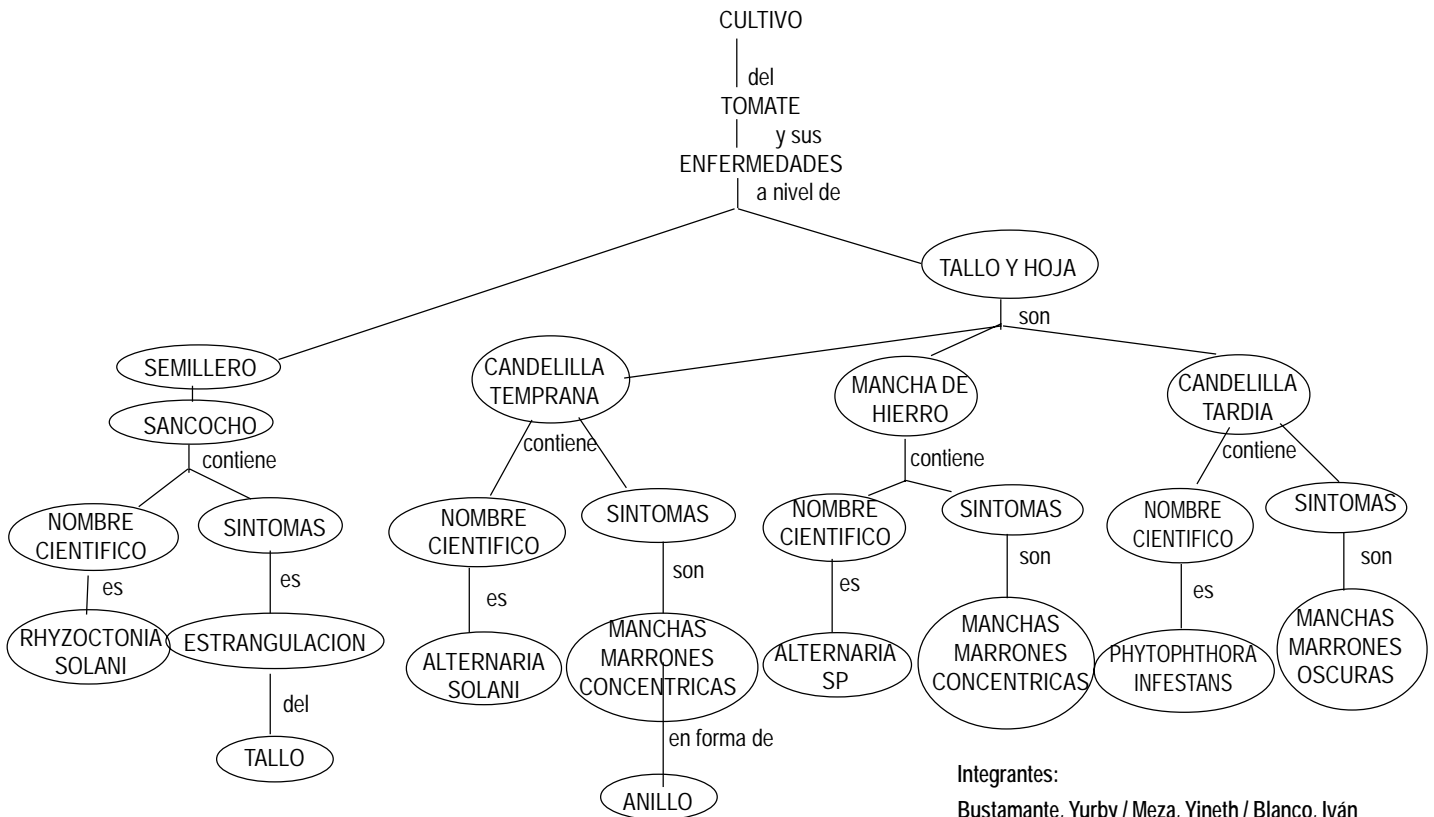 CULTIVO
del
TOMATE
y sus
ENFERMEDADES
a nivel de
TALLO Y HOJA
son
SEMILLERO
SANCOCHO
contiene
CANDELILLA
TEMPRANA
contiene
MANCHA DE
HIERRO
contiene
CANDELILLA
TARDIA
contiene
NOMBRE
CIENTIFICO
SINTOMAS
NOMBRE
CIENTIFICO
SINTOMAS
NOMBRE
CIENTIFICO
SINTOMAS
NOMBRE
CIENTIFICO
SINTOMAS
es
es
es
son
es
son
es
son
RHYZOCTONIA
SOLANI
ESTRANGULACION
ALTERNARIA
SOLANI
MANCHAS
MARRONES
CONCENTRICAS
ALTERNARIA
SP
MANCHAS
MARRONES
CONCENTRICAS
PHYTOPHTHORA
INFESTANS
MANCHAS
MARRONES
OSCURAS
del
TALLO
en forma de
ANILLO
Integrantes:
Bustamante, Yurby / Meza, Yineth / Blanco, Iván